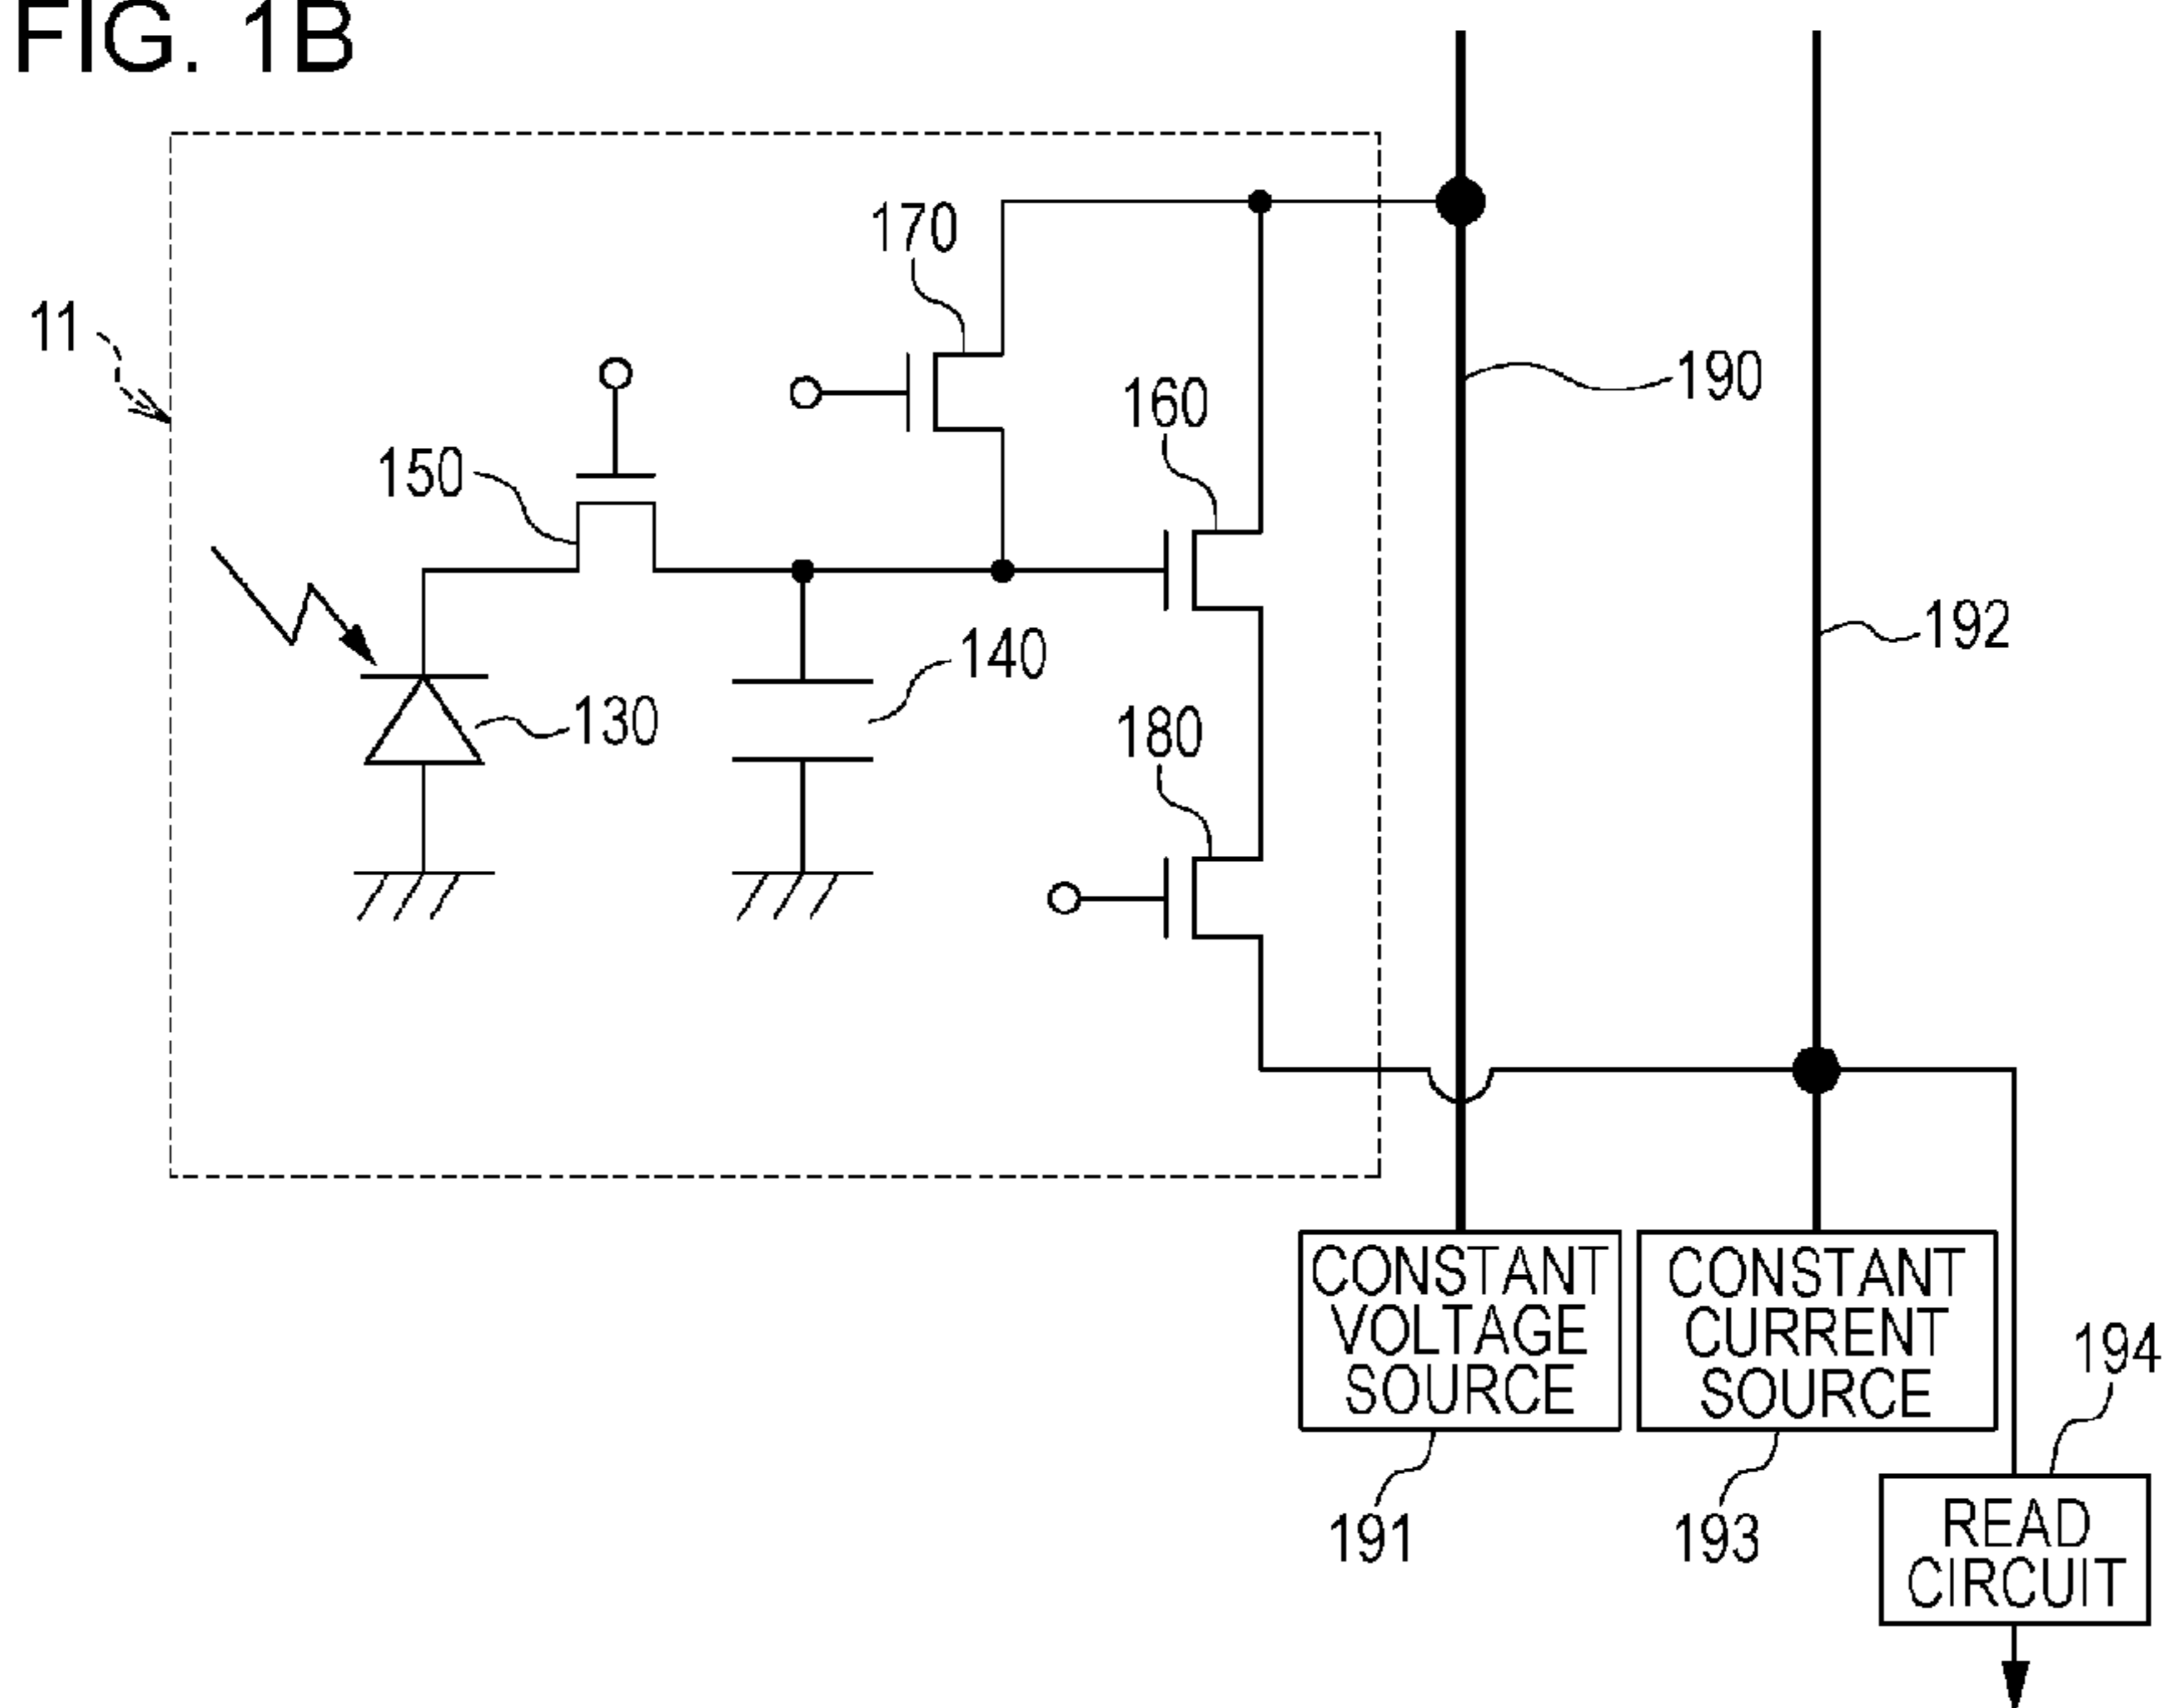 FIG. 1B
170
11
160
190
150
192
140
130
180
CONSTANT
VOLTAGE
SOURCE
CONSTANT
CURRENT
SOURCE
194
191
193
READ
CIRCUIT